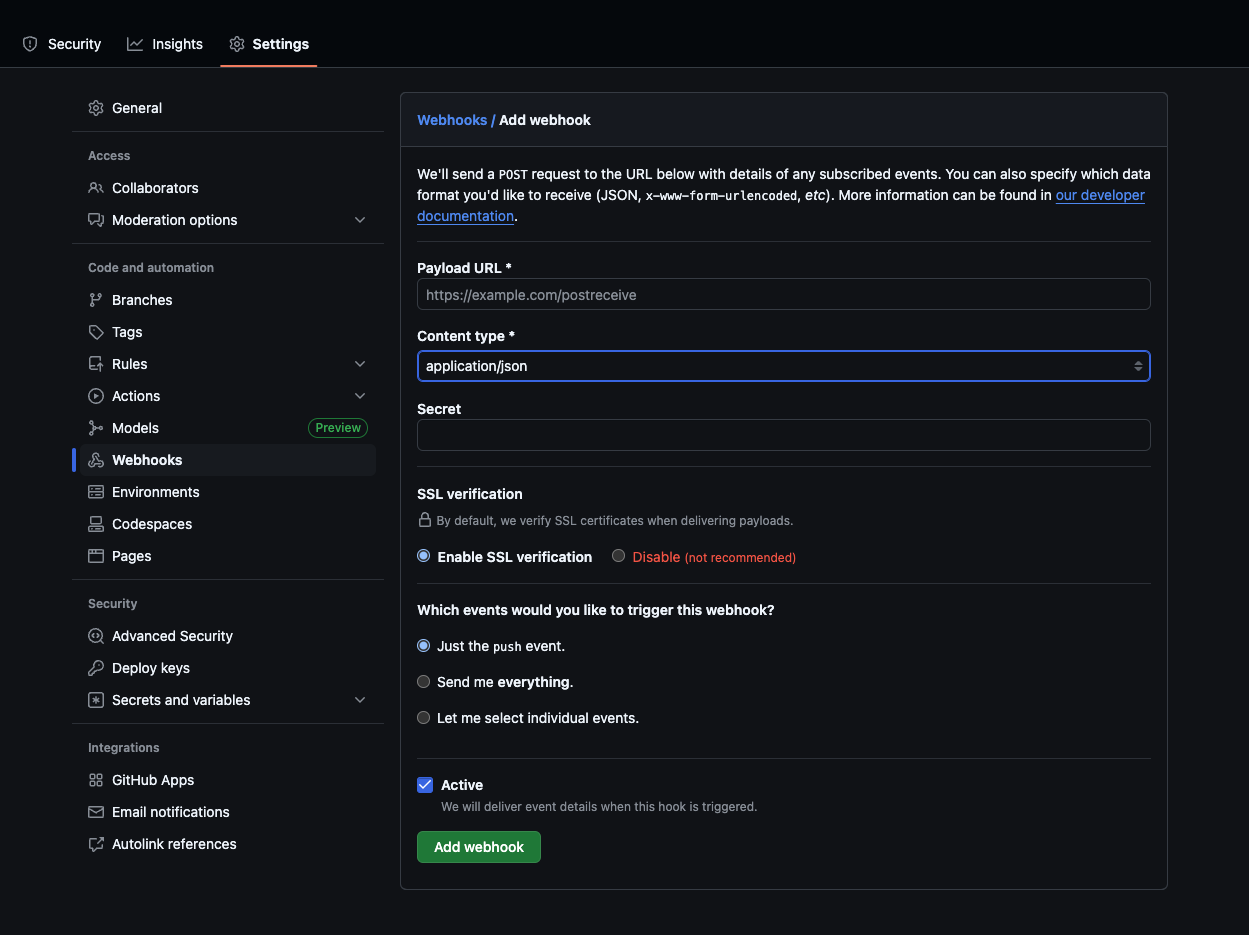 Security Insights Settings
General
Access
Collaborators
Moderation options
Code and automation
Branches
Tags
Rules
Actions
Models Preview
Webhooks
Environments
Codespaces
Pages
Security
Advanced Security
Deploy keys
Secrets and variables
Integrations
GitHub Apps
Email notifications
Autolink references
Webhooks / Add webhook
We'll send a POST request to the URL below with details of any subscribed events. You can also specify which data
format you'd like to receive (JSON, x-www-form-urlencoded, etc). More information can be found in our developer
documentation.
Payload URL *
https://example.com/postreceive
Content type *
application/json
Secret
SSL verification
By default, we verify SSL certificates when delivering payloads.
Enable SSL verification Disable (not recommended)
Which events would you like to trigger this webhook?
Just the push event.
Send me everything.
Let me select individual events.
Active
We will deliver event details when this hook is triggered.
Add webhook